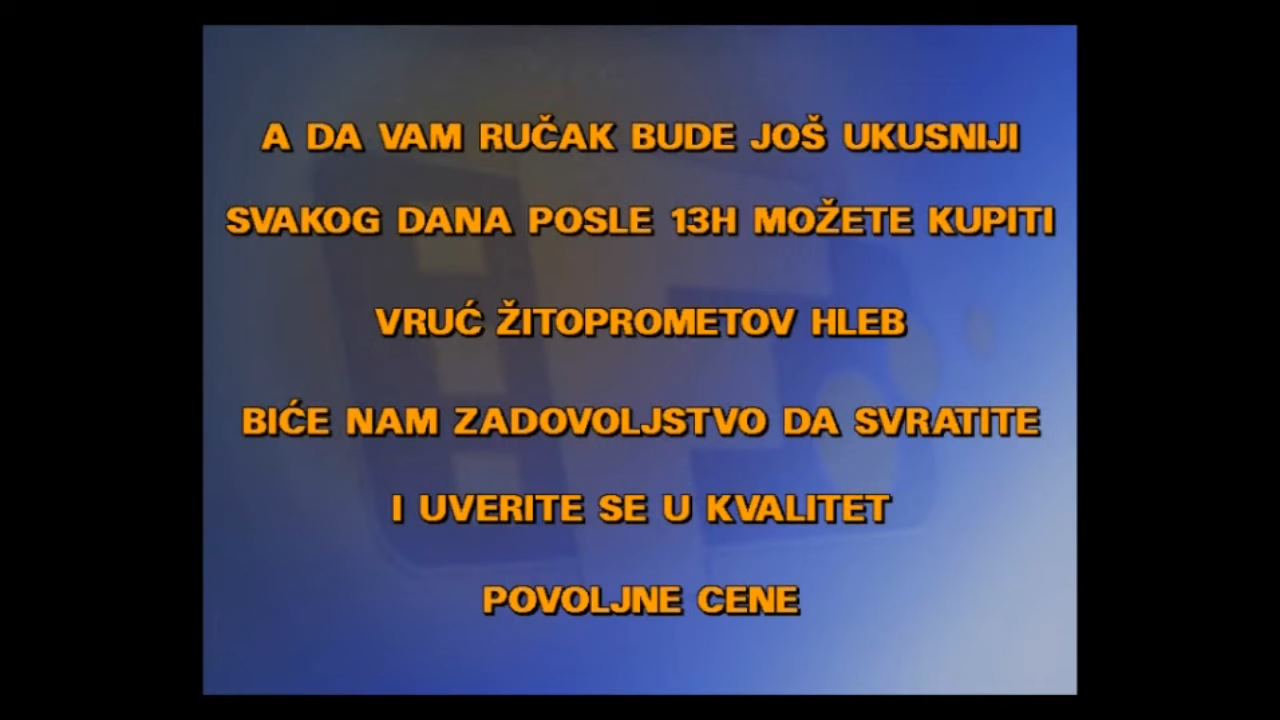 A DA VAM RUČAK BUDE JOŠ UKUSNIJI
SVAKOG DANA POSLE 13H MOŽETE KUPITI
VRUĆ ŽITOPROMETOV HLEB
BIĆE NAM ZADOVOLJSTVO DA SVRATITE
I UVERITE SE U KVALITET
POVOLJNE CENE